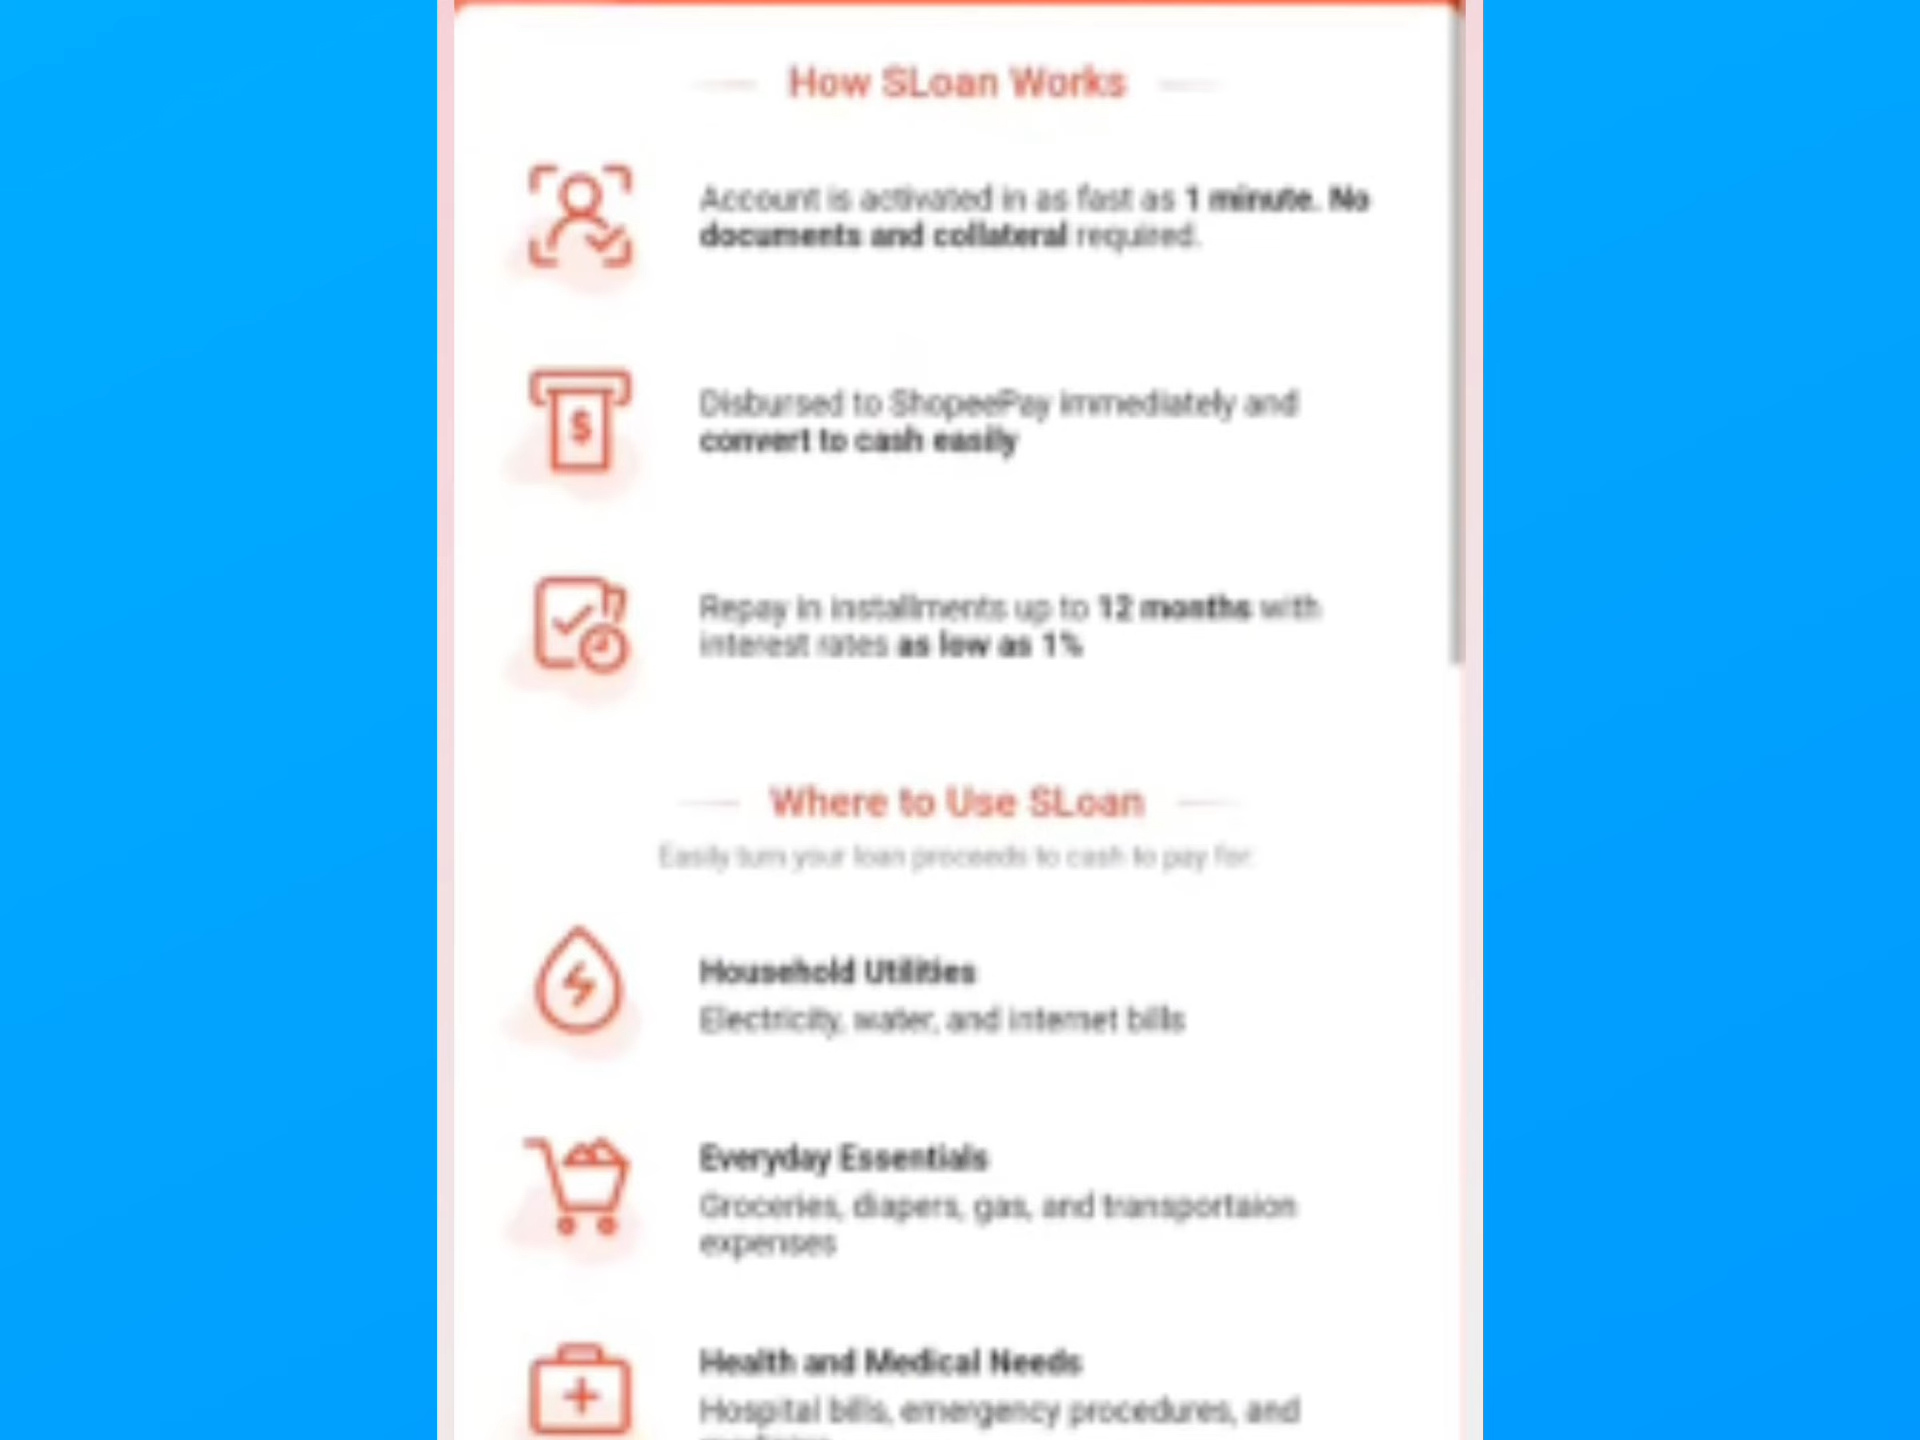 How SLoan Works
Account is activated in as fast as 1 minute. No
documents and collateral required.
Disbursed to ShopeePay immediately and
convert to cash easily
Repay in installments up to 12 months with
interest rates as low as 1%
Where to Use SLoan
Easily turn your loan proceeds to cash to pay for:
Household Utilities
Electricity, water, and internet bills
Everyday Essentials
Groceries, diapers, gas, and transportaion
expenses
Health and Medical Needs
Hospital bills, emergency procedures, and